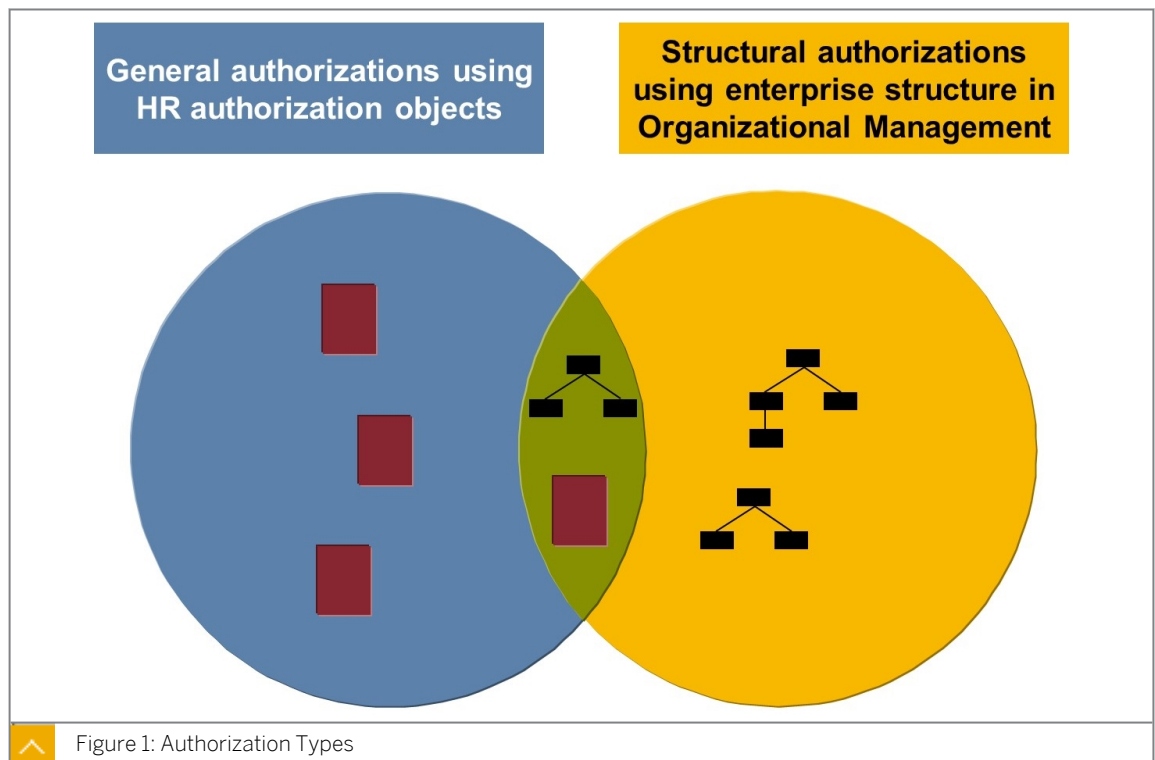 General authorizations using
HR authorization objects
Structural authorizations
using enterprise structure in
Organizational Management
Figure 1: Authorization Types